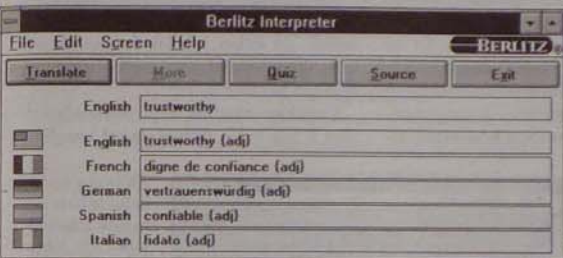 Berlitz Interpreter
File Edit Screen Help BERLITZ
Translate More Quiz Source Exit
English trustworthy
English trustworthy (adj)
French digne de confiance (adj)
German vertrauenswürdig (adj)
Spanish confiable (adj)
Italian fidato (adj)